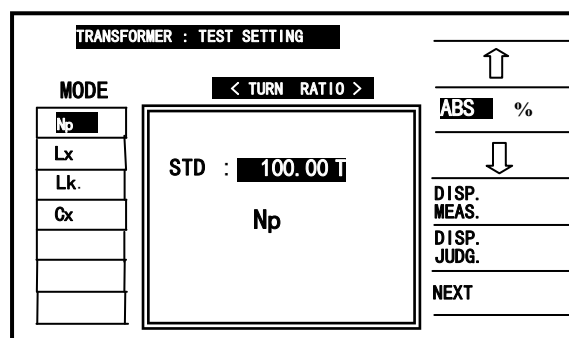 TRANSFORMER : TEST SETTING
MODE
< TURN RATIO >
Np
Lx
Lk.
Cx
STD : 100.00 T
Np
ABS %
DISP.
MEAS.
DISP.
JUDG.
NEXT